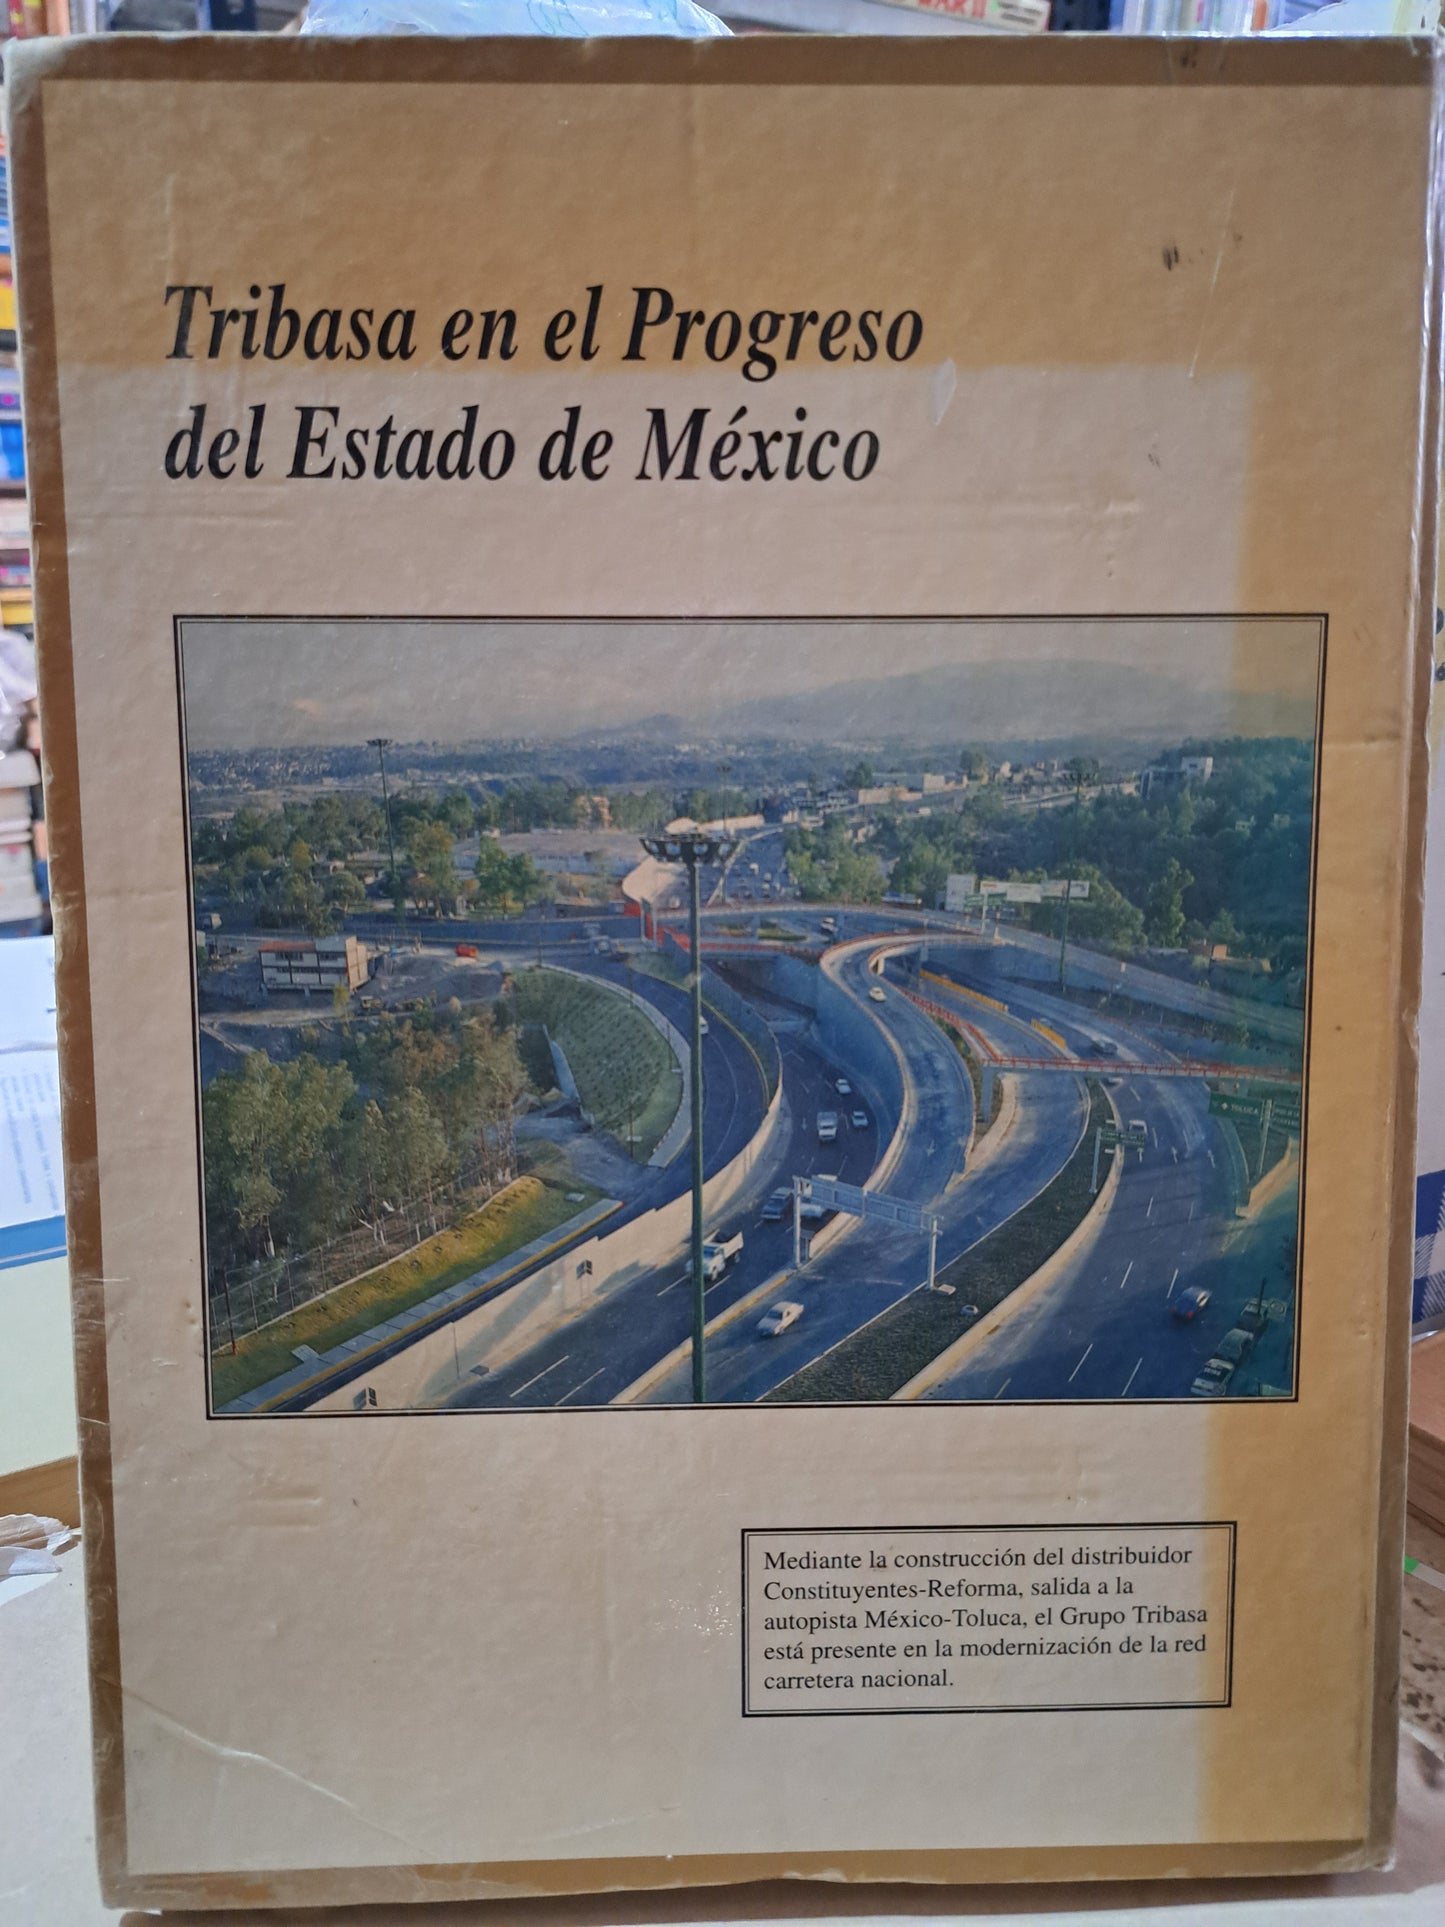 Tribasa en el Progreso
del Estado de México
TOLUCA
Mediante la construcción del distribuidor
Constituyentes-Reforma, salida a la
autopista México-Toluca, el Grupo Tribasa
está presente en la modernización de la red
carretera nacional.